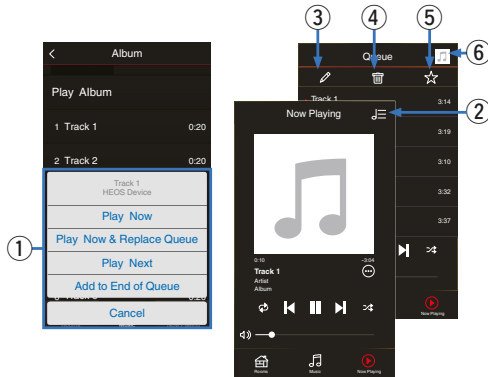 3
4
5
6
2
1
Album
Play Album
1 Track 1 0:20
2 Track 2 0:20
Track 1
HEOS Device
Play Now
Play Now & Replace Queue
Play Next
Add to End of Queue
0:20
Cancel
Queue
Track 1 3:14
3:19
3:10
3:32
3:37
Now Playing
Now Playing
0:10 -3:04
Track 1
Artist
Album
Rooms
Music
Now Playing